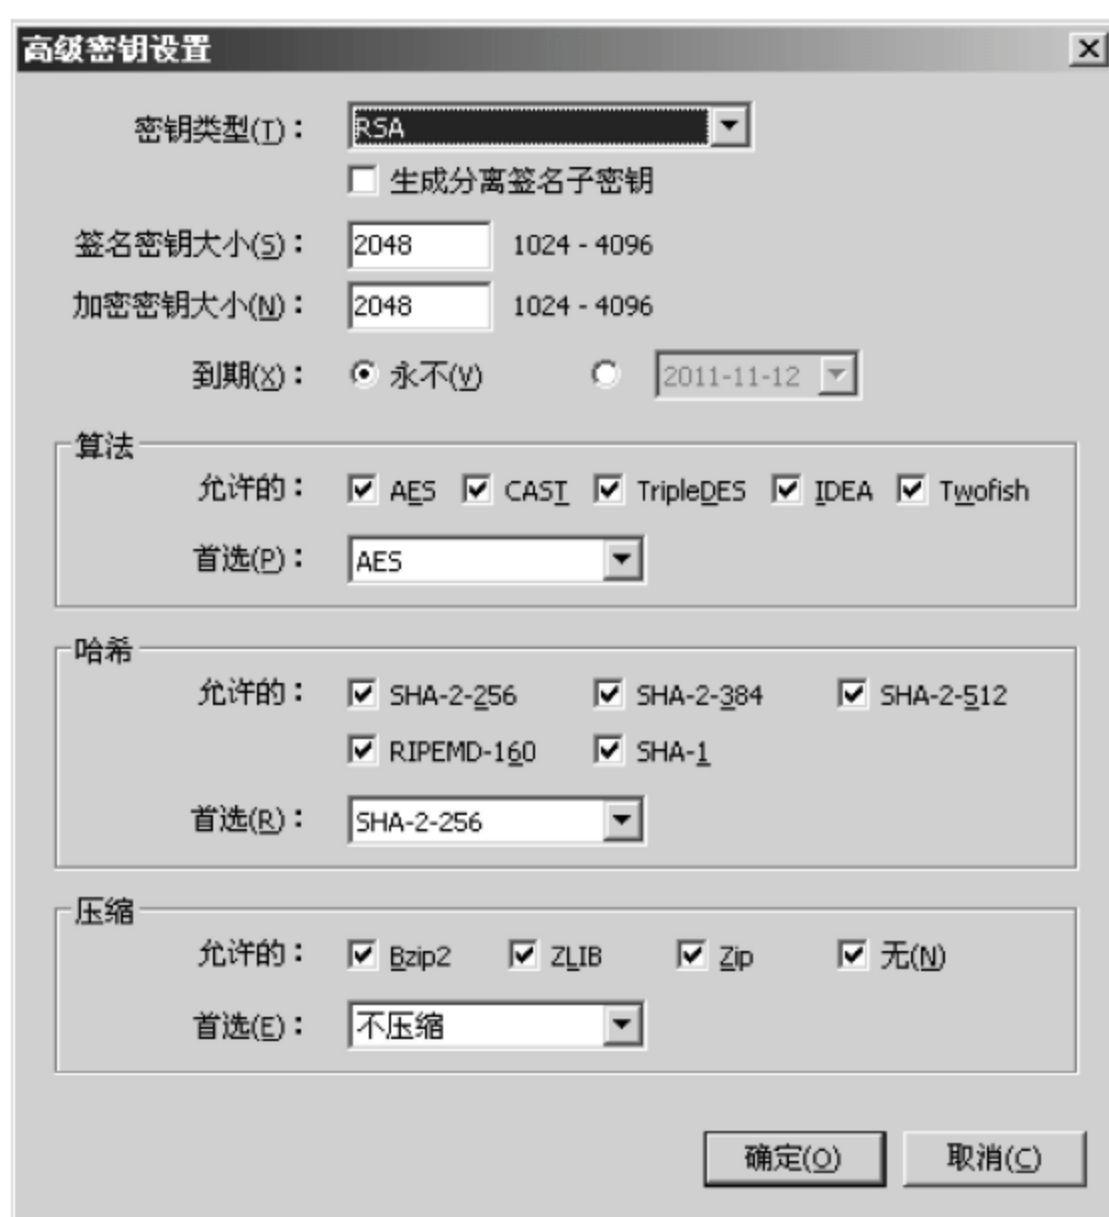 高级密钥设置
密钥类型(T)： RSA
生成分离签名子密钥
签名密钥大小(S)： 2048 1024 - 4096
加密密钥大小(N)： 2048 1024 - 4096
到期(X)： 永不(V) 2011-11-12
算法
允许的： AES CAST TripleDES IDEA Twofish
首选(P)： AES
哈希
允许的： SHA-2-256 SHA-2-384 SHA-2-512
RIPEMD-160 SHA-1
首选(R)： SHA-2-256
压缩
允许的： Bzip2 ZLIB Zip 无(N)
首选(E)： 不压缩
确定(O) 取消(C)